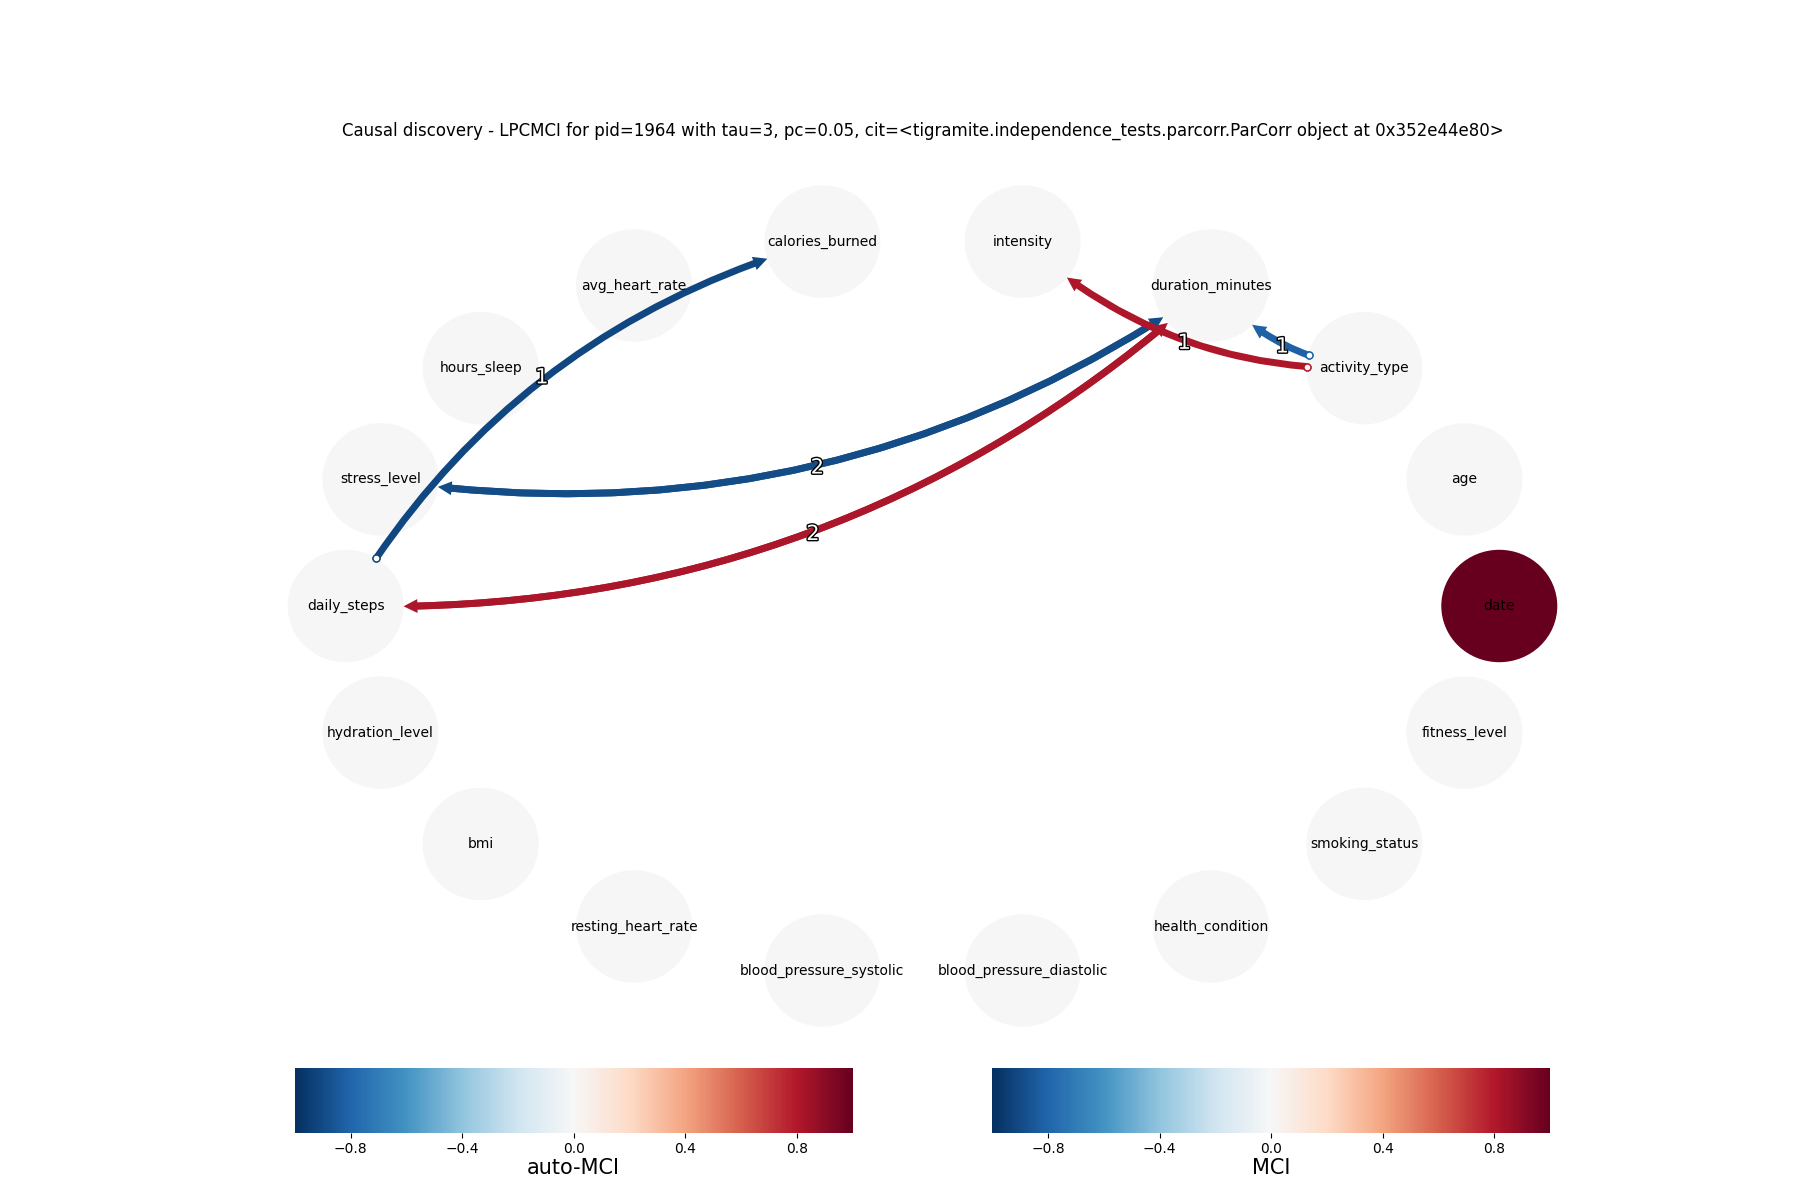 Causal discovery - LPCMCI for pid=1964 with tau=3, pc=0.05, cit=<tigramite.independence_tests.parcorr.ParCorr object at 0x352e44e80>
calories_burned
intensity
avg_heart_rate
duration_minutes
1
1
hours_sleep
1
activity_type
2
stress_level
age
2
daily_steps
date
hydration_level
fitness_level
bmi
smoking_status
resting_heart_rate
health_condition
blood_pressure_systolic
blood_pressure_diastolic
−0.8 −0.4 0.0 0.4 0.8
auto-MCI
−0.8 −0.4 0.0 0.4 0.8
MCI